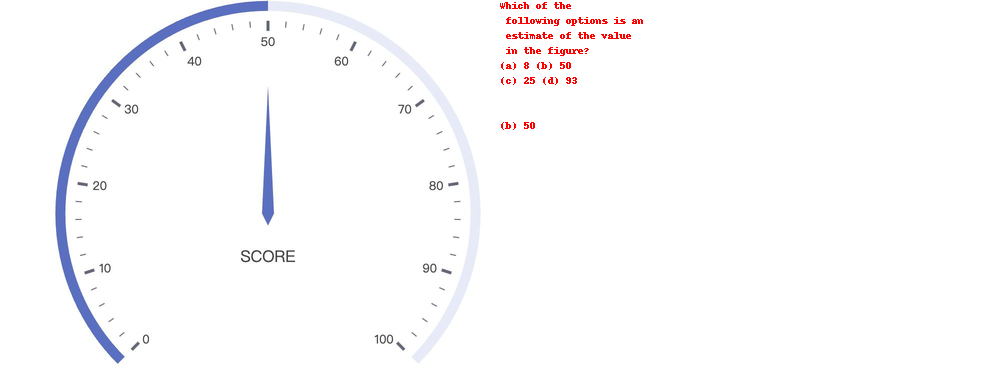 50
40
60
30
70
20
80
SCORE
10
90
0
100
Which of the
following options is an
estimate of the value
in the figure?
(a) 8 (b) 50
(c) 25 (d) 93
(b) 50